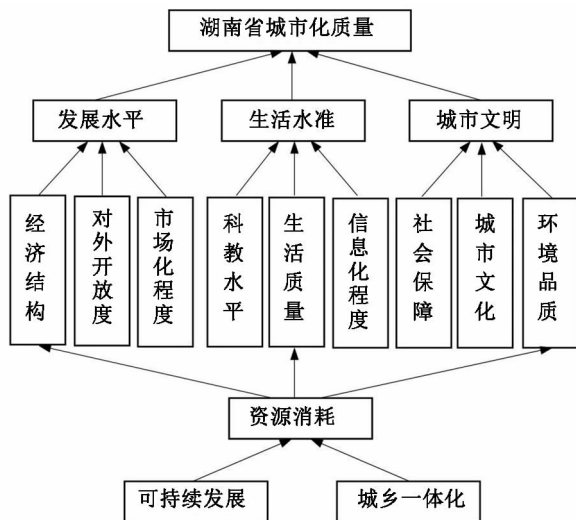 湖南省城市化质量
发展水平
生活水准
城市文明
经济结构
对外开放度
市场化程度
科教水平
生活质量
信息化程度
社会保障
城市文化
环境品质
资源消耗
可持续发展
城乡一体化